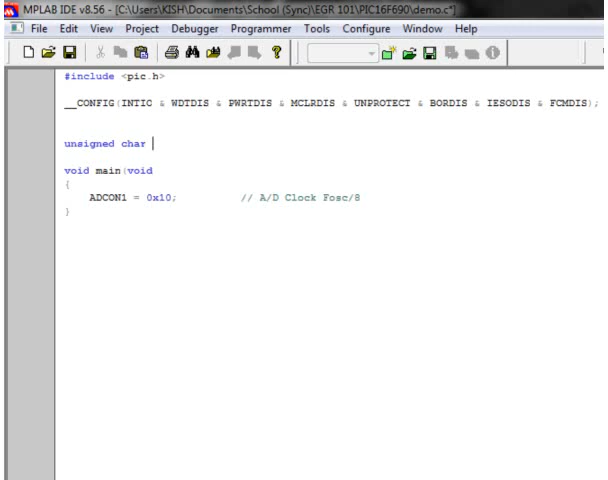 MPLAB IDE v8.56 - [C:\Users\KISH\Documents\School (Sync)\EGR 101\PIC16F690\demo.c*]
File Edit View Project Debugger Programmer Tools Configure Window Help
#include <pic.h>
__CONFIG(INTIO & WDTDIS & PWRTDIS & MCLRDIS & UNPROTECT & BORDIS & IESODIS & FCMDIS);
unsigned char
void main(void
{
ADCON1 = 0x10; // A/D Clock Fosc/8
}